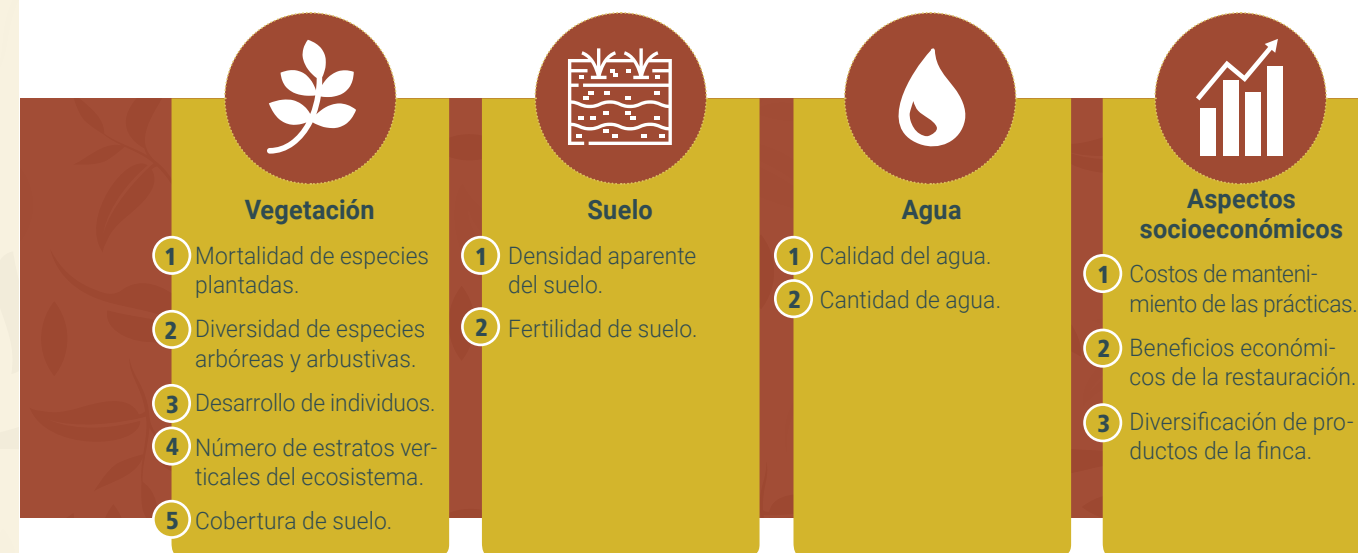 Vegetación
1 Mortalidad de especies
plantadas.
2 Diversidad de especies
arbóreas y arbustivas.
3 Desarrollo de individuos.
4 Número de estratos ver-
ticales del ecosistema.
5 Cobertura de suelo.
Suelo
1 Densidad aparente
del suelo.
2 Fertilidad de suelo.
Agua
1 Calidad del agua.
2 Cantidad de agua.
Aspectos
socioeconómicos
1 Costos de manteni-
miento de las prácticas.
2 Beneficios económi-
cos de la restauración.
3 Diversificación de pro-
ductos de la finca.